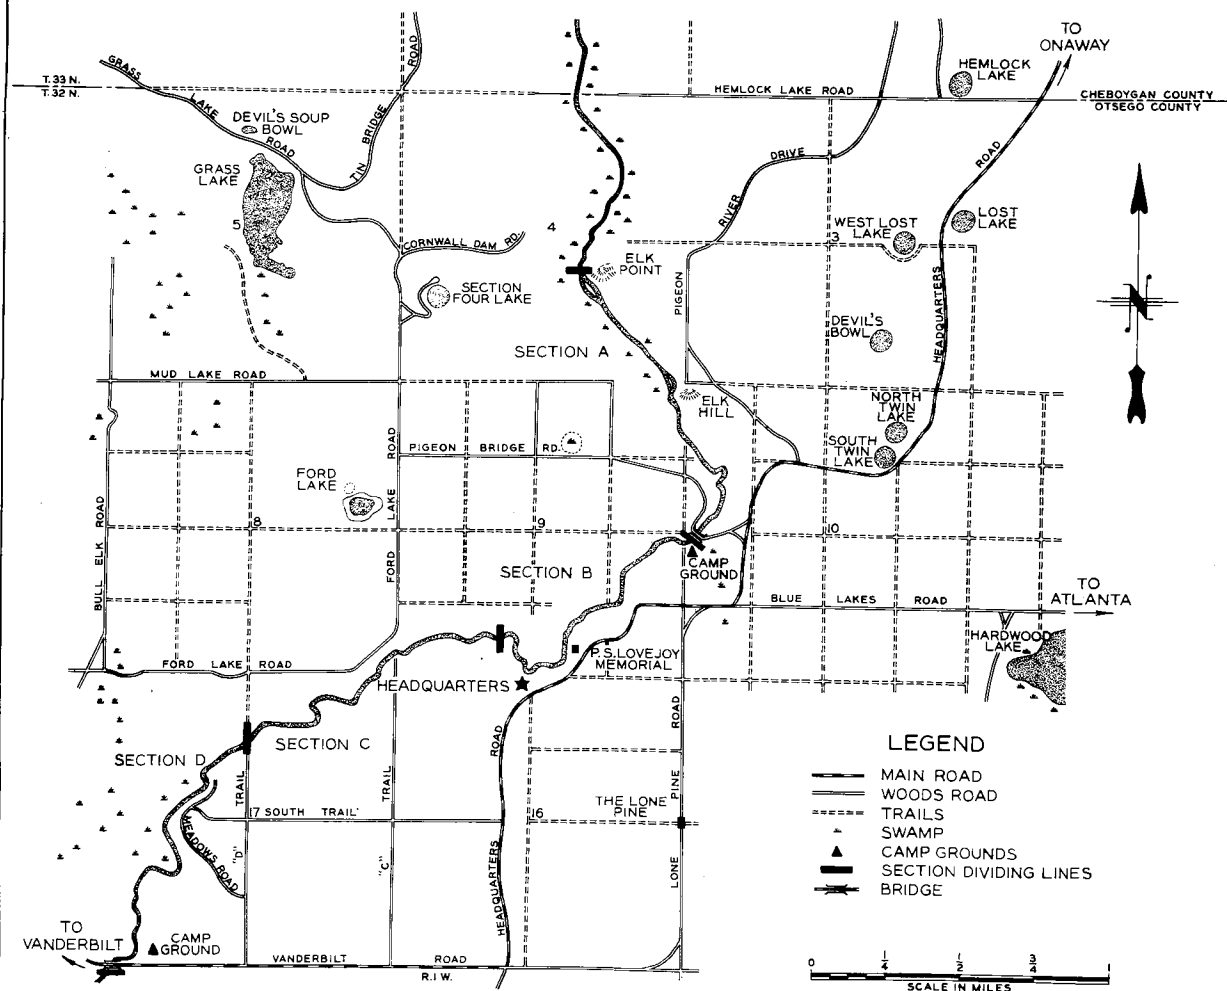 TO
ONAWAY
HEMLOCK
LAKE
T. 33 N.
T. 32 N.
GRASS LAKE ROAD
TIN BRIDGE ROAD
HEMLOCK LAKE ROAD
CHEBOYGAN COUNTY
OTSEGO COUNTY
DEVIL'S SOUP
BOWL
GRASS
LAKE
5
4
3
PIGEON RIVER DRIVE
HEADQUARTERS ROAD
WEST LOST
LAKE
LOST
LAKE
CORNWALL DAM RD.
ELK
POINT
SECTION
FOUR LAKE
N
DEVIL'S
BOWL
SECTION A
MUD LAKE ROAD
ELK
HILL
NORTH
TWIN
LAKE
SOUTH
TWIN
LAKE
PIGEON BRIDGE RD.
FORD
LAKE
BULL ELK ROAD
FORD LAKE ROAD
8
9
10
SECTION B
CAMP
GROUND
BLUE LAKES ROAD
TO
ATLANTA
HARDWOOD
LAKE
P.S. LOVEJOY
MEMORIAL
FORD LAKE ROAD
HEADQUARTERS
SECTION C
SECTION D
TRAIL "D"
TRAIL "C"
HEADQUARTERS ROAD
LONE PINE ROAD
17 SOUTH TRAIL
16
THE LONE
PINE
MEADOWS ROAD
TO
VANDERBILT
CAMP
GROUND
VANDERBILT ROAD
R. 1 W.
LEGEND
MAIN ROAD
WOODS ROAD
TRAILS
SWAMP
CAMP GROUNDS
SECTION DIVIDING LINES
BRIDGE
0 1/4 1/2 3/4 1
SCALE IN MILES